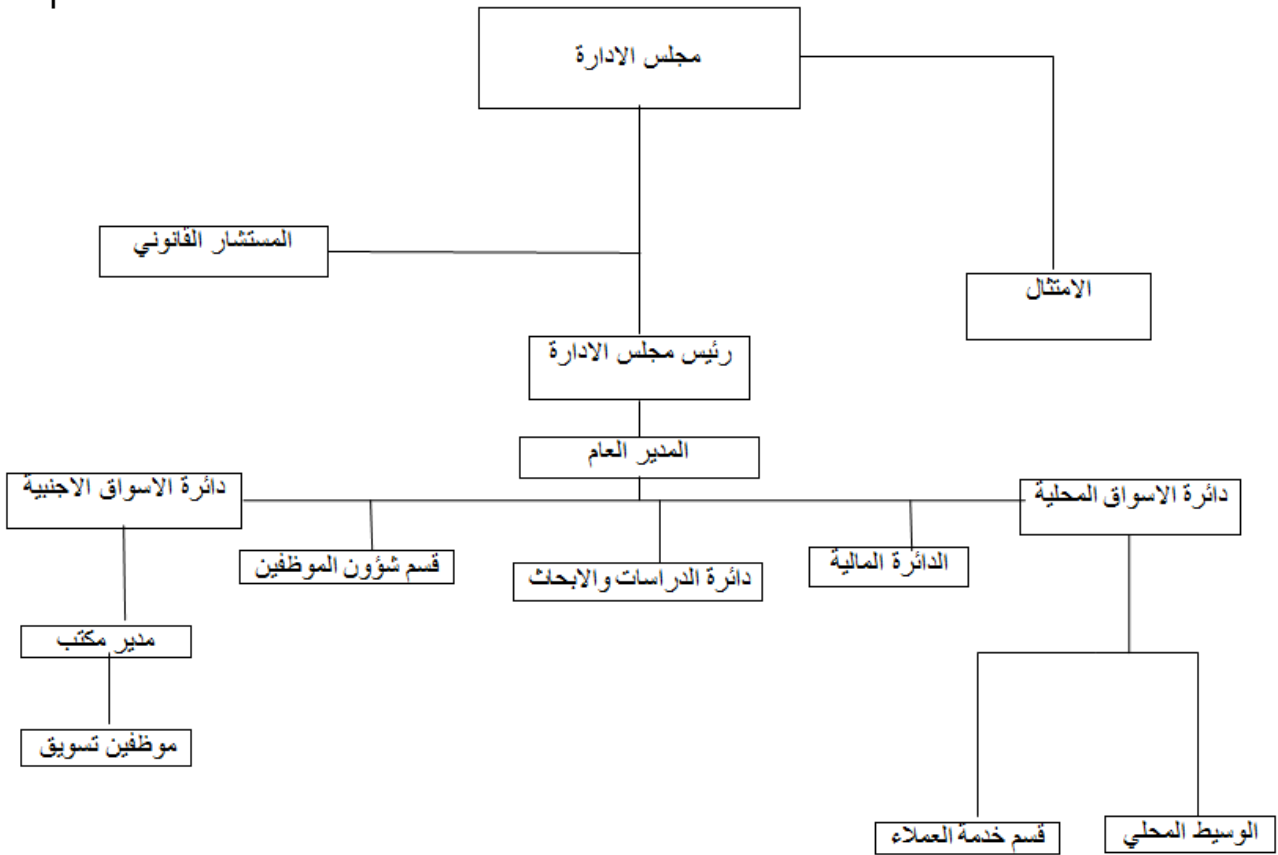 مجلس الادارة
المستشار القانوني
الامتثال
رئيس مجلس الادارة
المدير العام
دائرة الاسواق المحلية
دائرة الاسواق الاجنبية
الدائرة المالية
دائرة الدراسات والابحاث
قسم شؤون الموظفين
مدير مكتب
موظفين تسويق
الوسيط المحلي
قسم خدمة العملاء